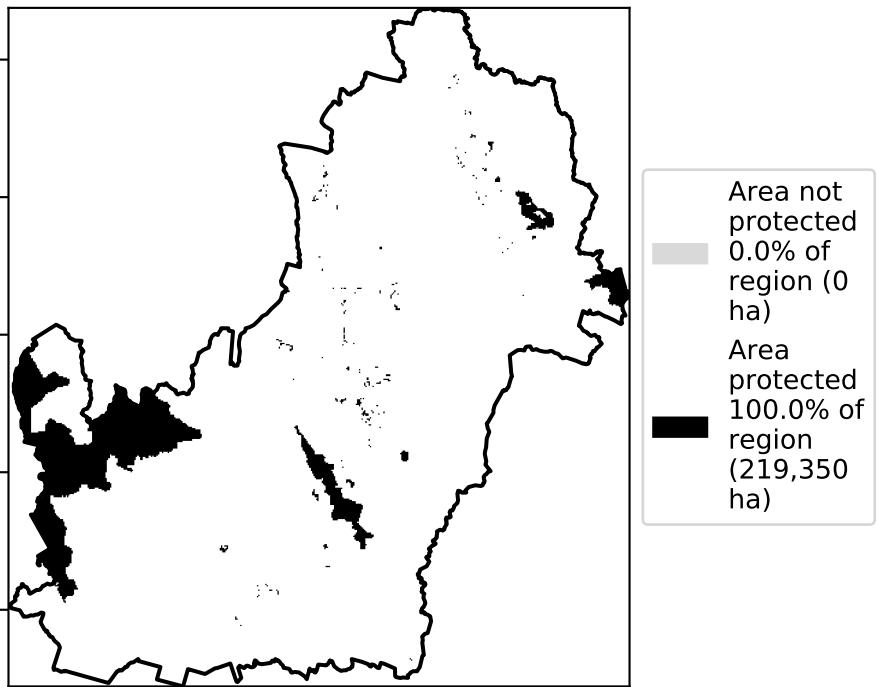 Area not
protected
0.0% of
region (0
ha)
Area
protected
100.0% of
region
(219,350
ha)